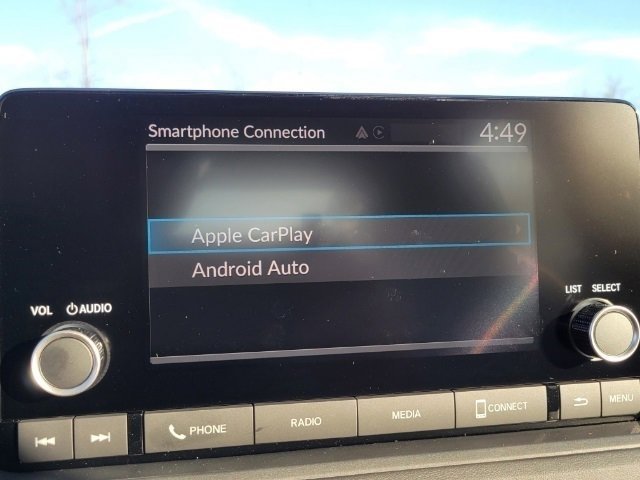 Smartphone Connection 4:49
Apple CarPlay
Android Auto
VOL AUDIO
LIST SELECT
PHONE
RADIO
MEDIA
CONNECT
MENU